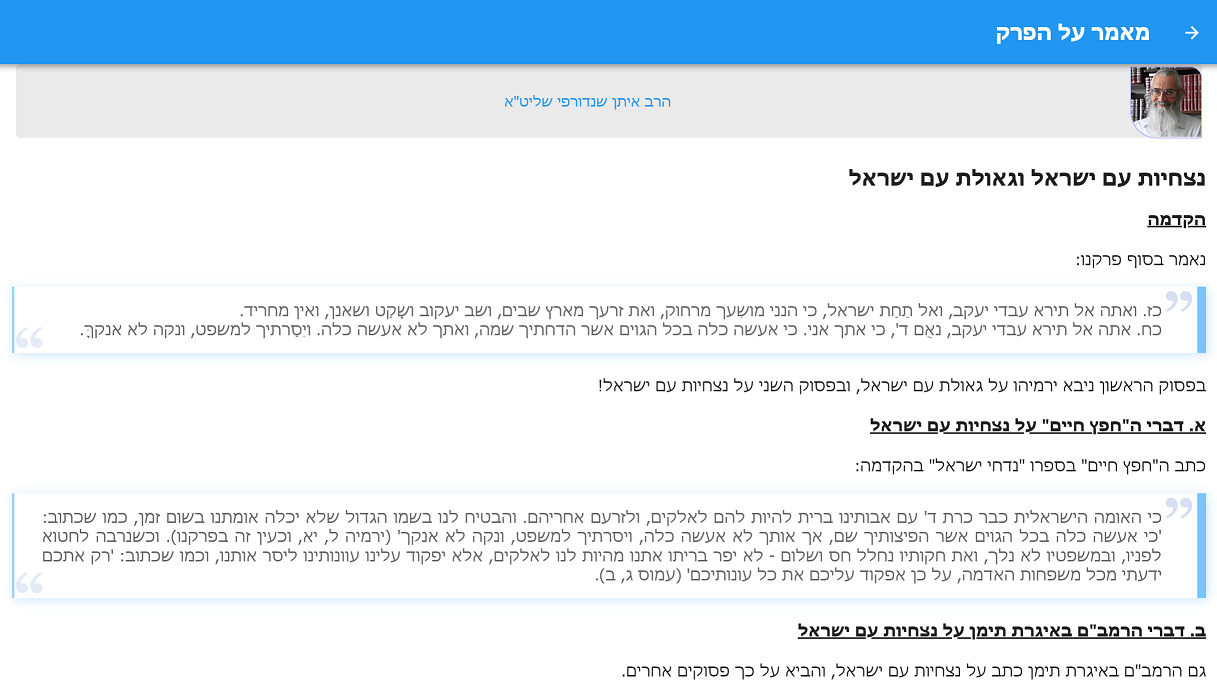 מאמר על הפרק
הרב איתן שנדורפי שליט"א
נצחיות עם ישראל וגאולת עם ישראל
הקדמה
נאמר בסוף פרקנו:
כז. ואתה אל תירא עבדי יעקב, ואל תֵחַת ישראל, כי הנני מושעך מרחוק, ואת זרעך מארץ שבים, ושב יעקוב ושָקַט ושאנן, ואין מחריד.
כח. אתה אל תירא עבדי יעקב, נאֻם ד', כי אתך אני. כי אעשה כלה בכל הגוים אשר הדחתיך שמה, ואתך לא אעשה כלה. ויִסַרתיך למשפט, ונקה לא אנקךָּ.
בפסוק הראשון ניבא ירמיהו על גאולת עם ישראל, ובפסוק השני על נצחיות עם ישראל!
א. דברי ה"חפץ חיים" על נצחיות עם ישראל
כתב ה"חפץ חיים" בספרו "נדחי ישראל" בהקדמה:
כי האומה הישראלית כבר כרת ד' עם אבותינו ברית להיות להם לאלקים, ולזרעם אחריהם. והבטיח לנו בשמו הגדול שלא יכלה אומתנו בשום זמן, כמו שכתוב:
'כי אעשה כלה בכל הגוים אשר הפיצותיך שם, אך אותך לא אעשה כלה, ויסרתיך למשפט, ונקה לא אנקך' (ירמיה ל, יא, וכעין זה בפרקנו). וכשנרבה לחטוא
לפניו, ובמשפטיו לא נלך, ואת חקותיו נחלל חס ושלום - לא יפר בריתו אתנו מהיות לנו לאלקים, אלא יפקוד עלינו עוונותינו ליסר אותנו, וכמו שכתוב: 'רק אתכם
ידעתי מכל משפחות האדמה, על כן אפקוד עליכם את כל עונותיכם' (עמוס ג, ב).
ב. דברי הרמב"ם באיגרת תימן על נצחיות עם ישראל
גם הרמב"ם באיגרת תימן כתב על נצחיות עם ישראל, והביא על כך פסוקים אחרים.